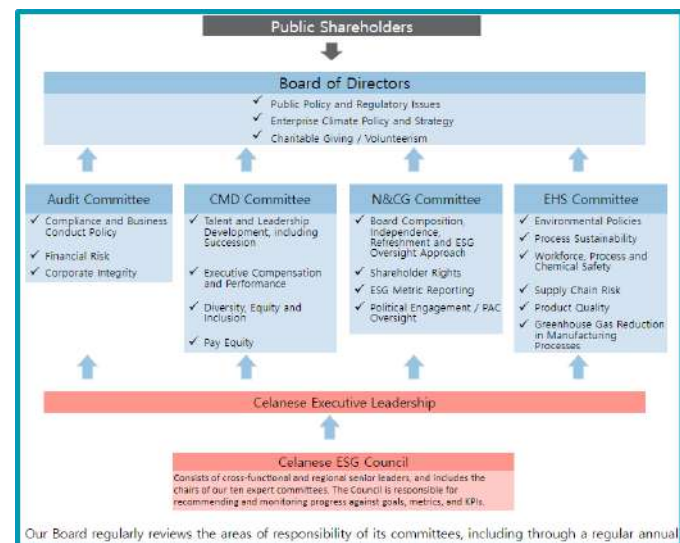 Public Shareholders
Board of Directors
✓ Public Policy and Regulatory Issues
✓ Enterprise Climate Policy and Strategy
✓ Charitable Giving / Volunteerism
Audit Committee
✓ Compliance and Business
Conduct Policy
✓ Financial Risk
✓ Corporate Integrity
CMD Committee
✓ Talent and Leadership
Development, including
Succession
✓ Executive Compensation
and Performance
✓ Diversity, Equity and
Inclusion
✓ Pay Equity
N&CG Committee
✓ Board Composition,
Independence,
Refreshment and ESG
Oversight Approach
✓ Shareholder Rights
✓ ESG Metric Reporting
✓ Political Engagement / PAC
Oversight
EHS Committee
✓ Environmental Policies
✓ Process Sustainability
✓ Workforce, Process and
Chemical Safety
✓ Supply Chain Risk
✓ Product Quality
✓ Greenhouse Gas Reduction
in Manufacturing
Processes
Celanese Executive Leadership
Celanese ESG Council
Consists of cross-functional and regional senior leaders, and includes the
chairs of our ten expert committees. The Council is responsible for
recommending and monitoring progress against goals, metrics, and KPIs.
Our Board regularly reviews the areas of responsibility of its committees, including through a regular annual